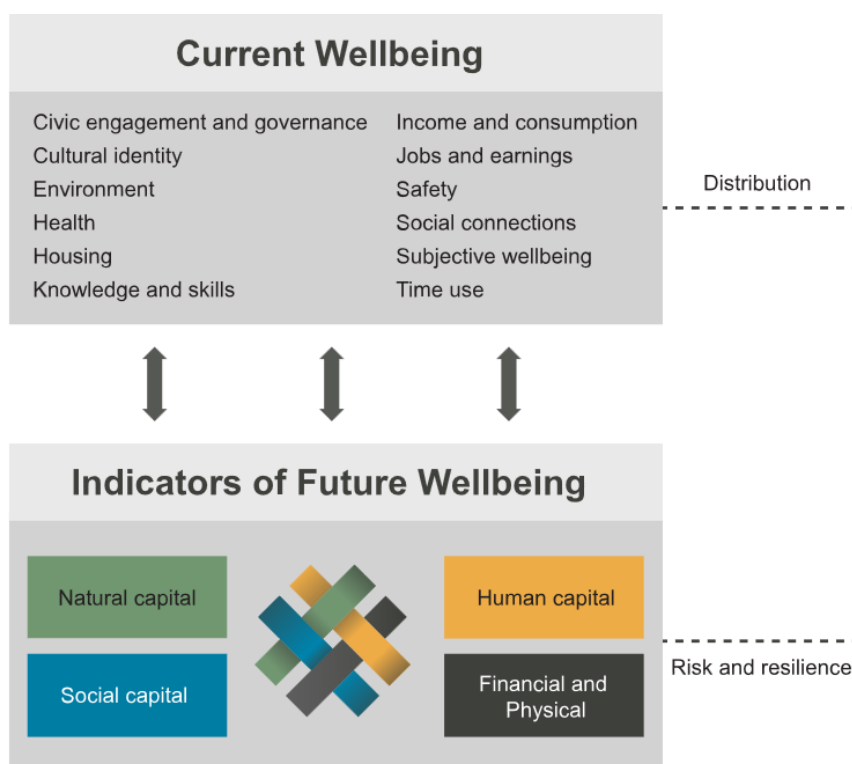 Current Wellbeing
Civic engagement and governance
Cultural identity
Environment
Health
Housing
Knowledge and skills
Income and consumption
Jobs and earnings
Safety
Social connections
Subjective wellbeing
Time use
Distribution
Indicators of Future Wellbeing
Natural capital
Social capital
Human capital
Financial and
Physical
Risk and resilience